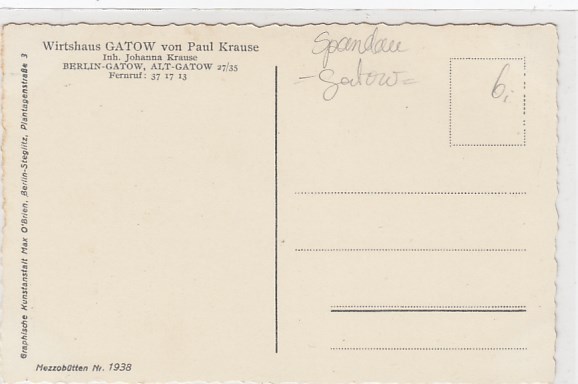 Wirtshaus GATOW von Paul Krause
Inh. Johanna Krause
BERLIN-GATOW, ALT-GATOW 27/35
Fernruf: 37 17 13
Spandau
-Gatow=
6,
Graphische Kunstanstalt Max O'Brien, Berlin-Steglitz, Plantagenstraße 3
Mezzobütten Nr. 1938